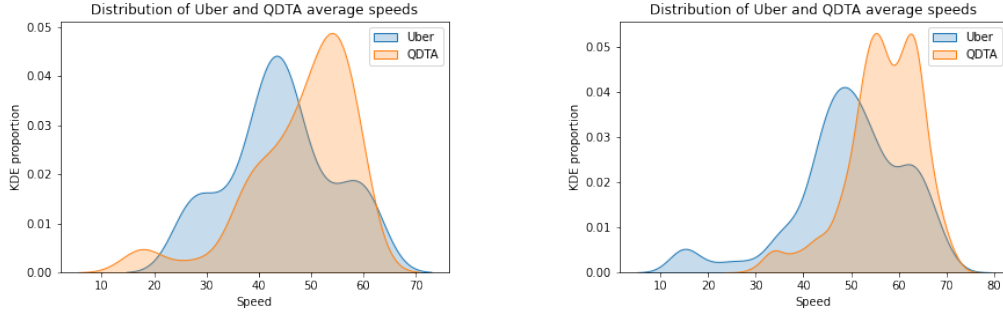 Distribution of Uber and QDTA average speeds
0.05
0.04
0.03
0.02
0.01
0.00
KDE proportion
Uber
QDTA
10 20 30 40 50 60 70
Speed
Distribution of Uber and QDTA average speeds
0.05
0.04
0.03
0.02
0.01
0.00
KDE proportion
Uber
QDTA
10 20 30 40 50 60 70 80
Speed